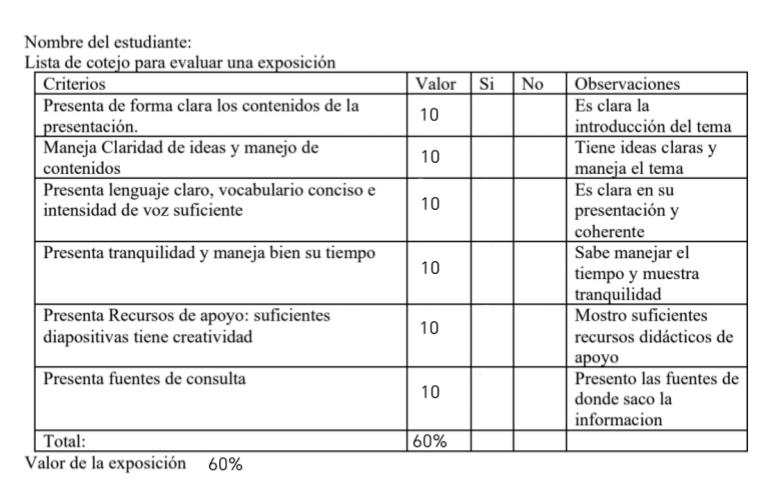 Nombre del estudiante:
Lista de cotejo para evaluar una exposición
Criterios Valor Si No Observaciones
Presenta de forma clara los contenidos de la presentación. 10 Es clara la introducción del tema
Maneja Claridad de ideas y manejo de contenidos 10 Tiene ideas claras y maneja el tema
Presenta lenguaje claro, vocabulario conciso e intensidad de voz suficiente 10 Es clara en su presentación y coherente
Presenta tranquilidad y maneja bien su tiempo 10 Sabe manejar el tiempo y muestra tranquilidad
Presenta Recursos de apoyo: suficientes diapositivas tiene creatividad 10 Mostro suficientes recursos didácticos de apoyo
Presenta fuentes de consulta 10 Presento las fuentes de donde saco la informacion
Total: 60%
Valor de la exposición 60%